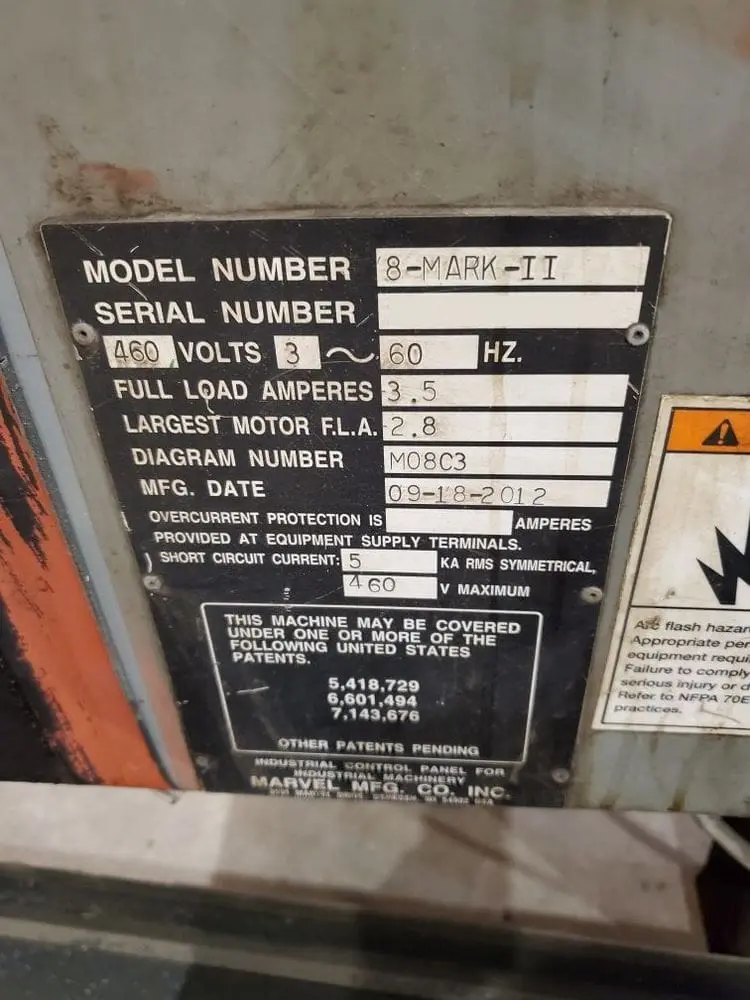 MODEL NUMBER 8-MARK-II
SERIAL NUMBER
460 VOLTS 3 ~ 60 HZ.
FULL LOAD AMPERES 3.5
LARGEST MOTOR F.L.A. 2.8
DIAGRAM NUMBER M08C3
MFG. DATE 09-18-2012
OVERCURRENT PROTECTION IS AMPERES
PROVIDED AT EQUIPMENT SUPPLY TERMINALS.
SHORT CIRCUIT CURRENT: 5 KA RMS SYMMETRICAL,
460 V MAXIMUM
THIS MACHINE MAY BE COVERED
UNDER ONE OR MORE OF THE
FOLLOWING UNITED STATES
PATENTS.
5,418,729
6,601,494
7,143,676
OTHER PATENTS PENDING
INDUSTRIAL CONTROL PANEL FOR
INDUSTRIAL MACHINERY
MARVEL MFG. CO. INC.
Arc flash hazar
Appropriate per
equipment requi
Failure to comply
serious injury or d
Refer to NFPA 70E
practices.